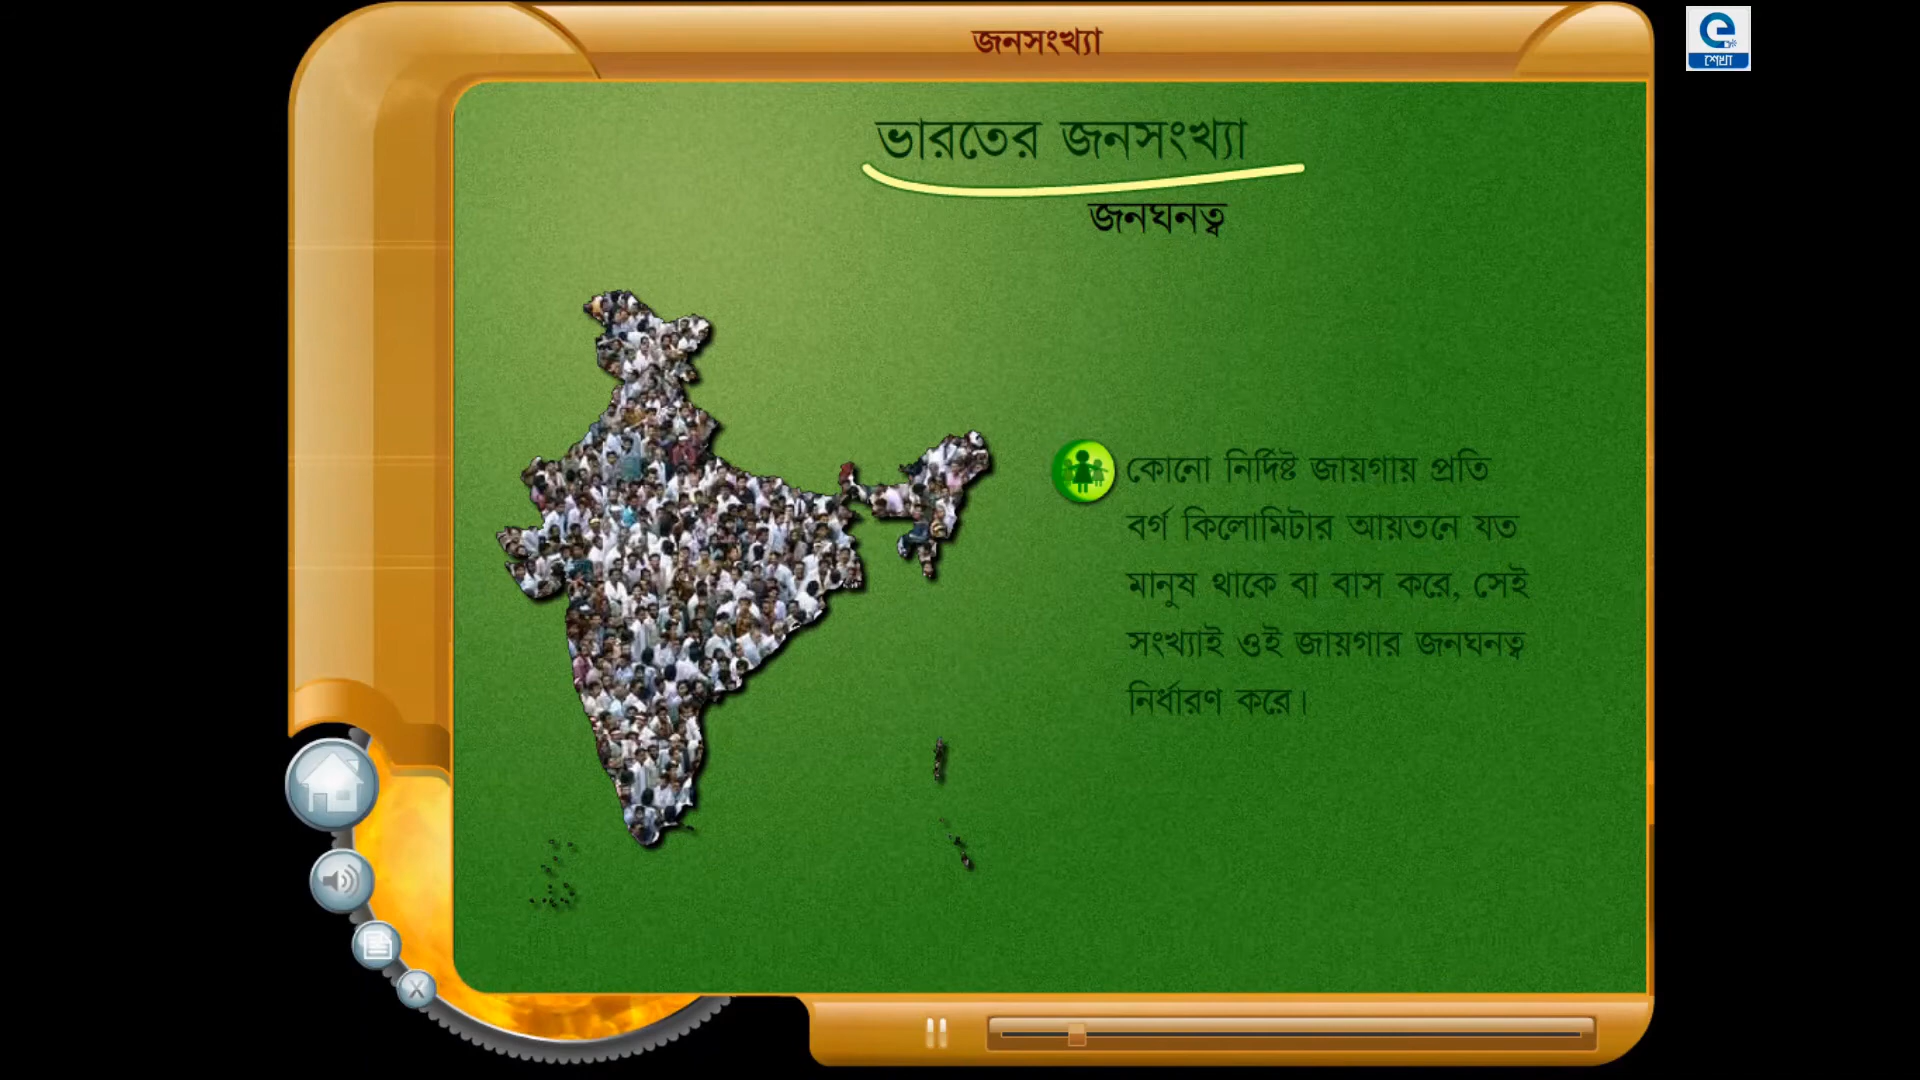 জনসংখ্যা
শেখা
ভারতের জনসংখ্যা
জনঘনত্ব
কোনো নির্দিষ্ট জায়গায় প্রতি
বর্গ কিলোমিটার আয়তনে যত
মানুষ থাকে বা বাস করে, সেই
সংখ্যাই ওই জায়গার জনঘনত্ব
নির্ধারণ করে।
X